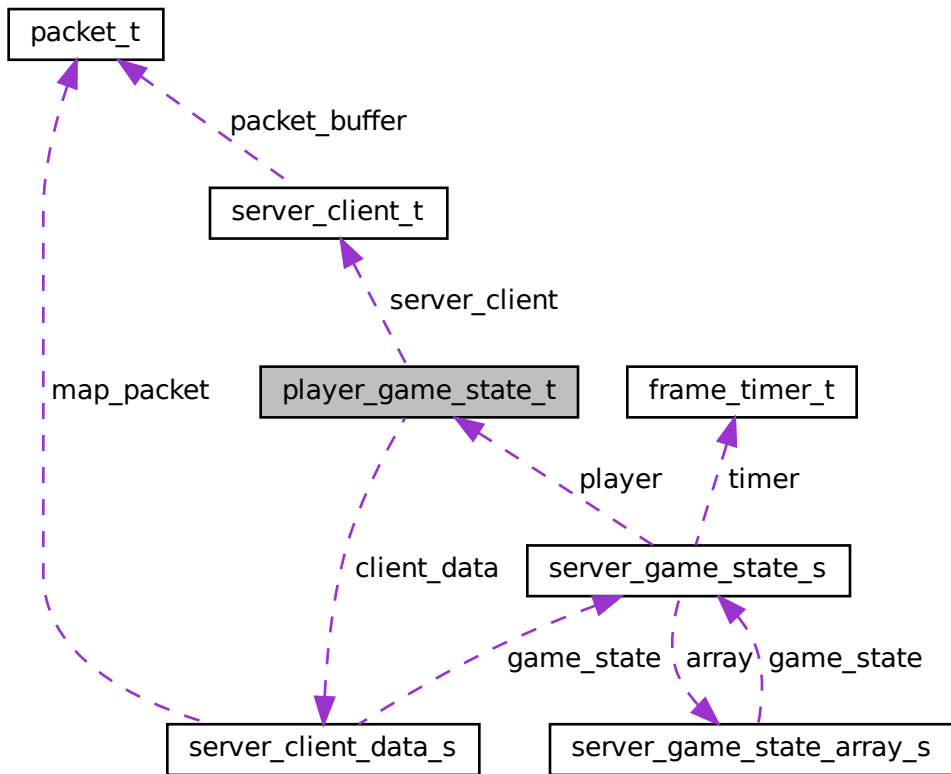 packet_t
packet_buffer
server_client_t
server_client
map_packet
player_game_state_t
frame_timer_t
player
timer
client_data
server_game_state_s
game_state
array
game_state
server_client_data_s
server_game_state_array_s